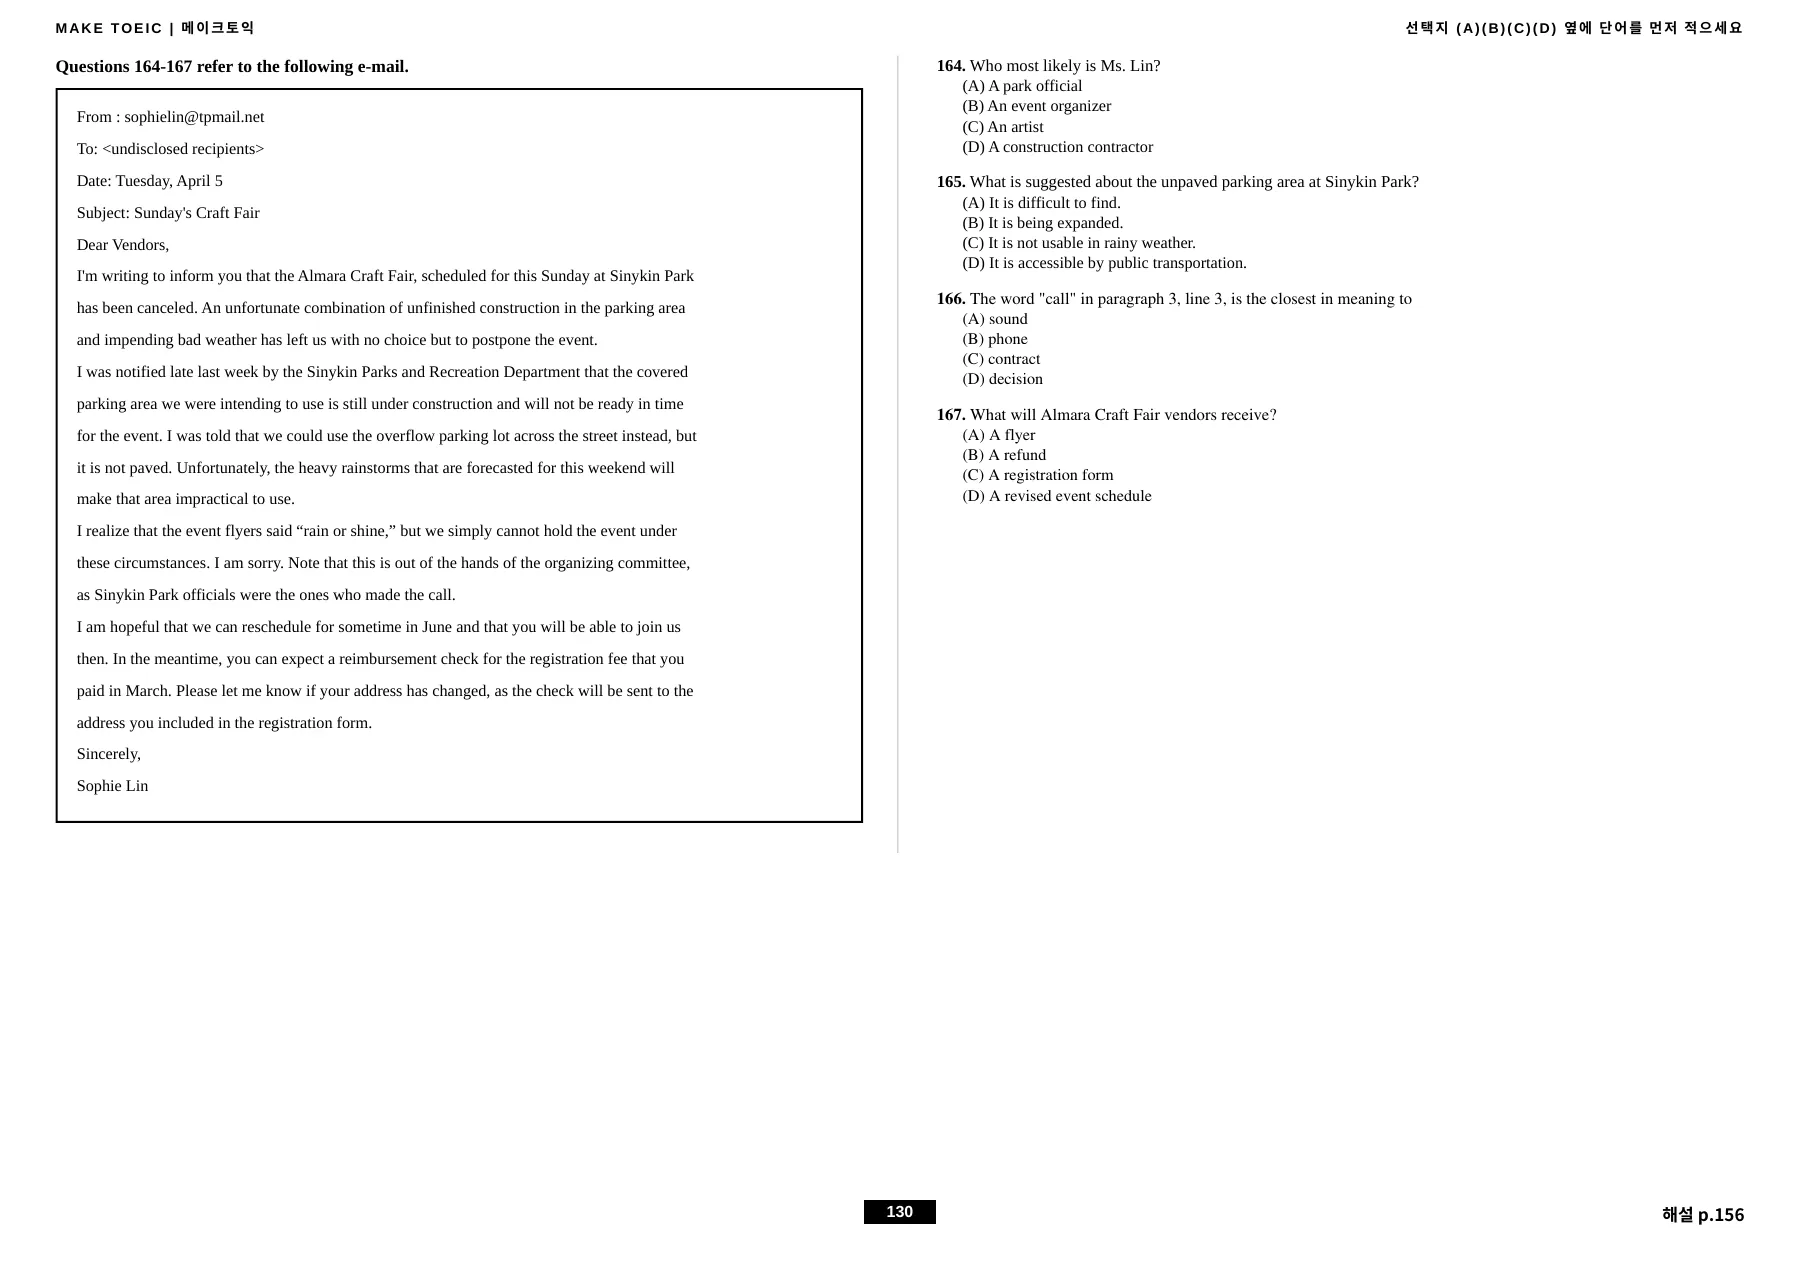 MAKE TOEIC | 메이크토익
선택지 (A)(B)(C)(D) 옆에 단어를 먼저 적으세요
Questions 164-167 refer to the following e-mail.
From : sophielin@tpmail.net
To: <undisclosed recipients>
Date: Tuesday, April 5
Subject: Sunday's Craft Fair
Dear Vendors,
I'm writing to inform you that the Almara Craft Fair, scheduled for this Sunday at Sinykin Park
has been canceled. An unfortunate combination of unfinished construction in the parking area
and impending bad weather has left us with no choice but to postpone the event.
I was notified late last week by the Sinykin Parks and Recreation Department that the covered
parking area we were intending to use is still under construction and will not be ready in time
for the event. I was told that we could use the overflow parking lot across the street instead, but
it is not paved. Unfortunately, the heavy rainstorms that are forecasted for this weekend will
make that area impractical to use.
I realize that the event flyers said “rain or shine,” but we simply cannot hold the event under
these circumstances. I am sorry. Note that this is out of the hands of the organizing committee,
as Sinykin Park officials were the ones who made the call.
I am hopeful that we can reschedule for sometime in June and that you will be able to join us
then. In the meantime, you can expect a reimbursement check for the registration fee that you
paid in March. Please let me know if your address has changed, as the check will be sent to the
address you included in the registration form.
Sincerely,
Sophie Lin
164. Who most likely is Ms. Lin?
(A) A park official
(B) An event organizer
(C) An artist
(D) A construction contractor
165. What is suggested about the unpaved parking area at Sinykin Park?
(A) It is difficult to find.
(B) It is being expanded.
(C) It is not usable in rainy weather.
(D) It is accessible by public transportation.
166. The word "call" in paragraph 3, line 3, is the closest in meaning to
(A) sound
(B) phone
(C) contract
(D) decision
167. What will Almara Craft Fair vendors receive?
(A) A flyer
(B) A refund
(C) A registration form
(D) A revised event schedule
130
해설 p.156